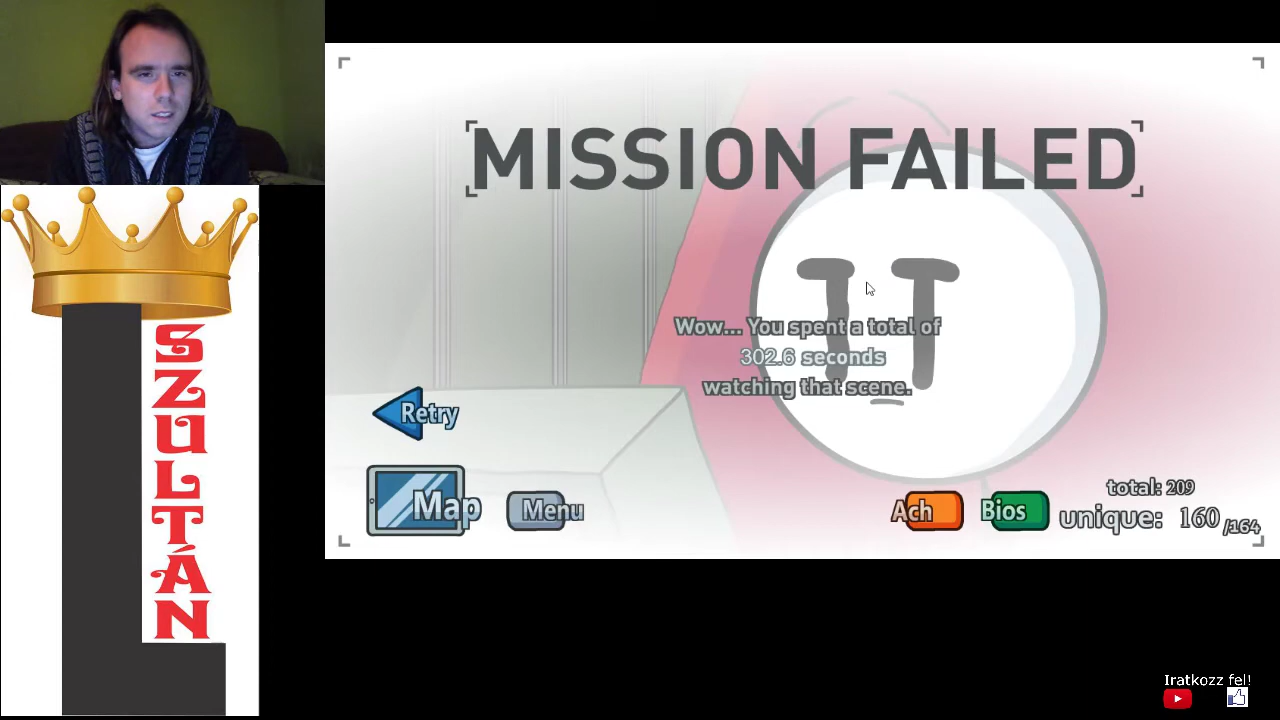 L
SZULTÁN
[MISSION FAILED]
Wow... You spent a total of
302.6 seconds
watching that scene.
Retry
Map
Menu
Ach
Bios
total: 209
unique: 160/164
Iratkozz fel!